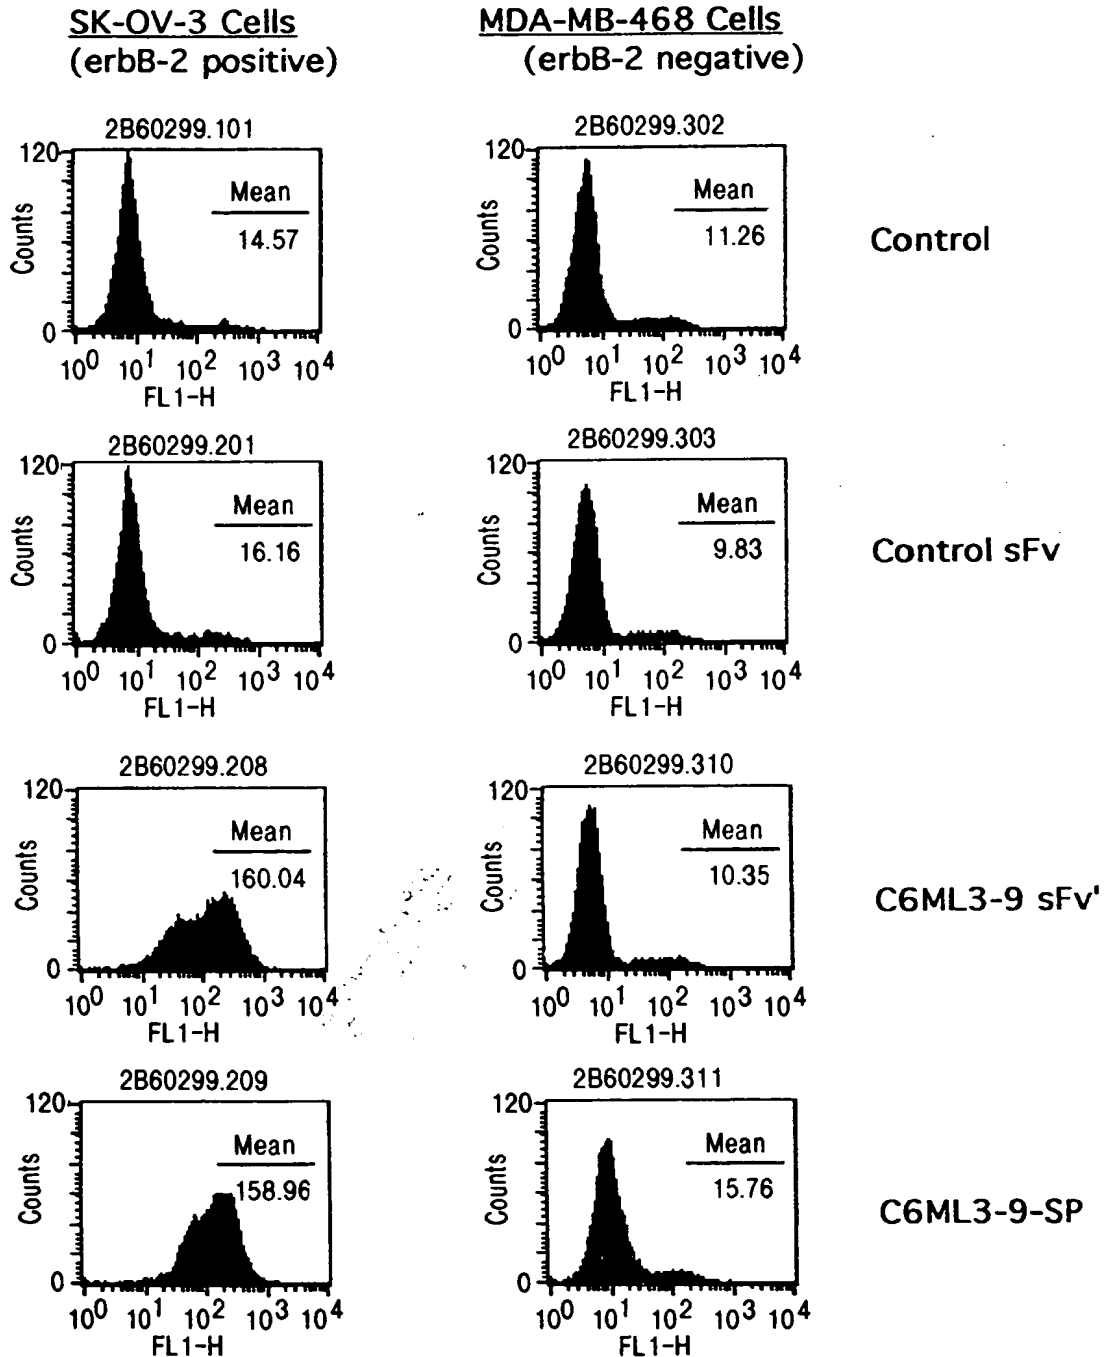 SK-OV-3 Cells
(erbB-2 positive)
MDA-MB-468 Cells
(erbB-2 negative)
2B60299.101
120
Counts
0
Mean
14.57
10^0 10^1 10^2 10^3 10^4
FL1-H
2B60299.302
120
Counts
0
Mean
11.26
10^0 10^1 10^2 10^3 10^4
FL1-H
Control
2B60299.201
120
Counts
0
Mean
16.16
10^0 10^1 10^2 10^3 10^4
FL1-H
2B60299.303
120
Counts
0
Mean
9.83
10^0 10^1 10^2 10^3 10^4
FL1-H
Control sFv
2B60299.208
120
Counts
0
Mean
160.04
10^0 10^1 10^2 10^3 10^4
FL1-H
2B60299.310
120
Counts
0
Mean
10.35
10^0 10^1 10^2 10^3 10^4
FL1-H
C6ML3-9 sFv'
2B60299.209
120
Counts
0
Mean
158.96
10^0 10^1 10^2 10^3 10^4
FL1-H
2B60299.311
120
Counts
0
Mean
15.76
10^0 10^1 10^2 10^3 10^4
FL1-H
C6ML3-9-SP